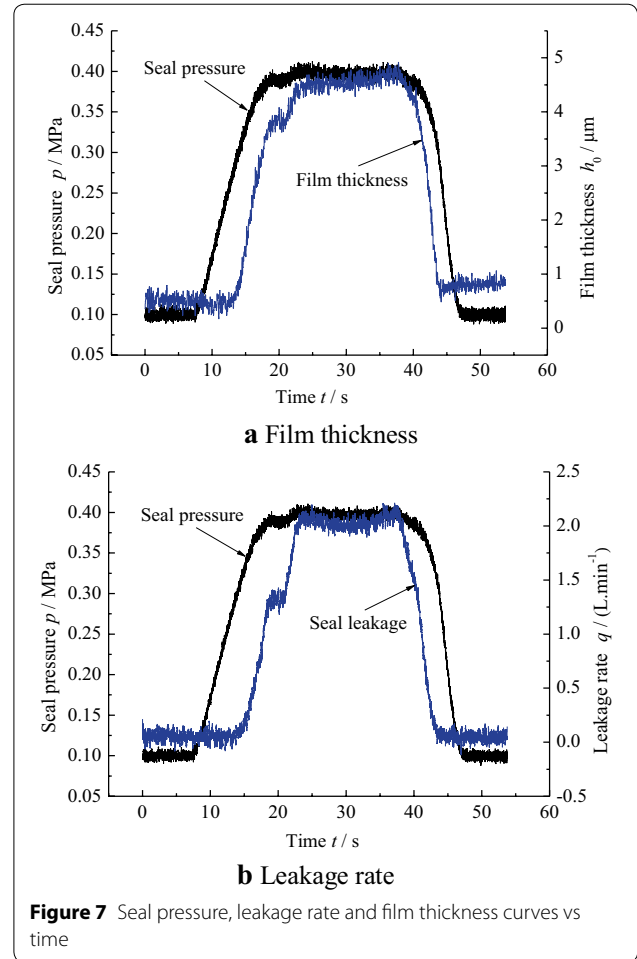 0.45
0.40
0.35
0.30
0.25
0.20
0.15
0.10
0.05
Seal pressure p / MPa
Seal pressure
Film thickness
5
4
3
2
1
0
Film thickness h₀ / μm
0 10 20 30 40 50 60
Time t / s
a Film thickness
0.45
0.40
0.35
0.30
0.25
0.20
0.15
0.10
0.05
Seal pressure p / MPa
Seal pressure
Seal leakage
2.5
2.0
1.5
1.0
0.5
0.0
-0.5
Leakage rate q / (L.min⁻¹)
0 10 20 30 40 50 60
Time t / s
b Leakage rate
Figure 7 Seal pressure, leakage rate and film thickness curves vs
time